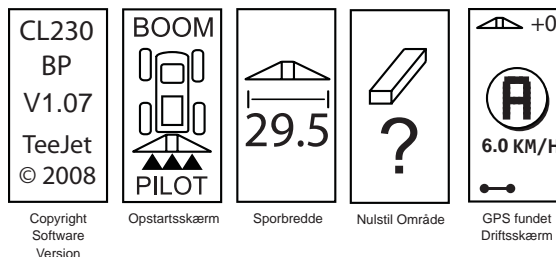 CL230
BP
V1.07
TeeJet
© 2008
BOOM
PILOT
29.5
?
+0
6.0 KM/H
Copyright
Software
Version
Opstartsskærm
Sporbredde
Nulstil Område
GPS fundet
Driftsskærm